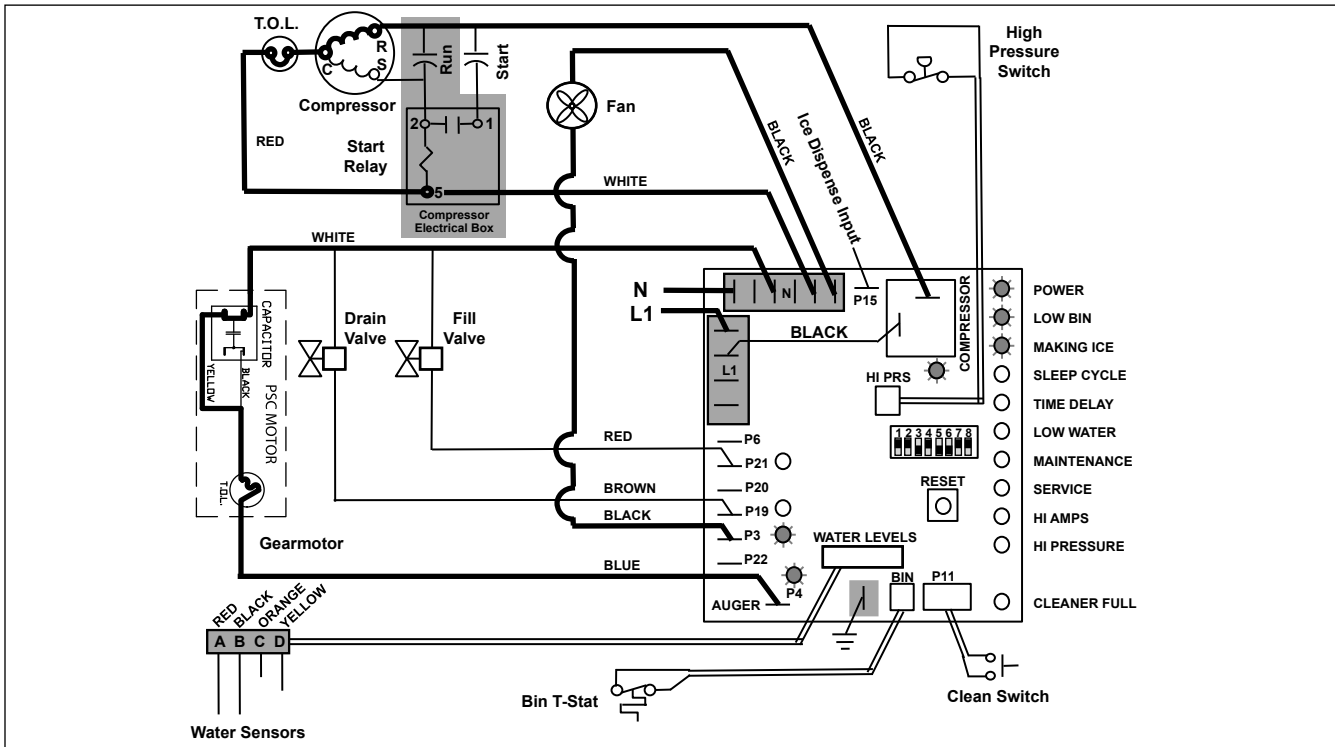 T.O.L.
R
C
S
Run
Start
Compressor
2
1
Start
Relay
RED
5
Compressor
Electrical Box
WHITE
Fan
BLACK
Ice Dispense Input
BLACK
High
Pressure
Switch
WHITE
CAPACITOR
YELLOW
BLACK
PSC MOTOR
T.O.L.
Gearmotor
Drain
Valve
Fill
Valve
N
L1
N
P15
BLACK
L1
COMPRESSOR
HI PRS
1 2 3 4 5 6 7 8
RESET
RED
P6
P21
P20
BROWN
P19
BLACK
P3
P22
BLUE
P4
AUGER
WATER LEVELS
BIN
P11
POWER
LOW BIN
MAKING ICE
SLEEP CYCLE
TIME DELAY
LOW WATER
MAINTENANCE
SERVICE
HI AMPS
HI PRESSURE
CLEANER FULL
RED
BLACK
ORANGE
YELLOW
A B C D
Water Sensors
Bin T-Stat
Clean Switch